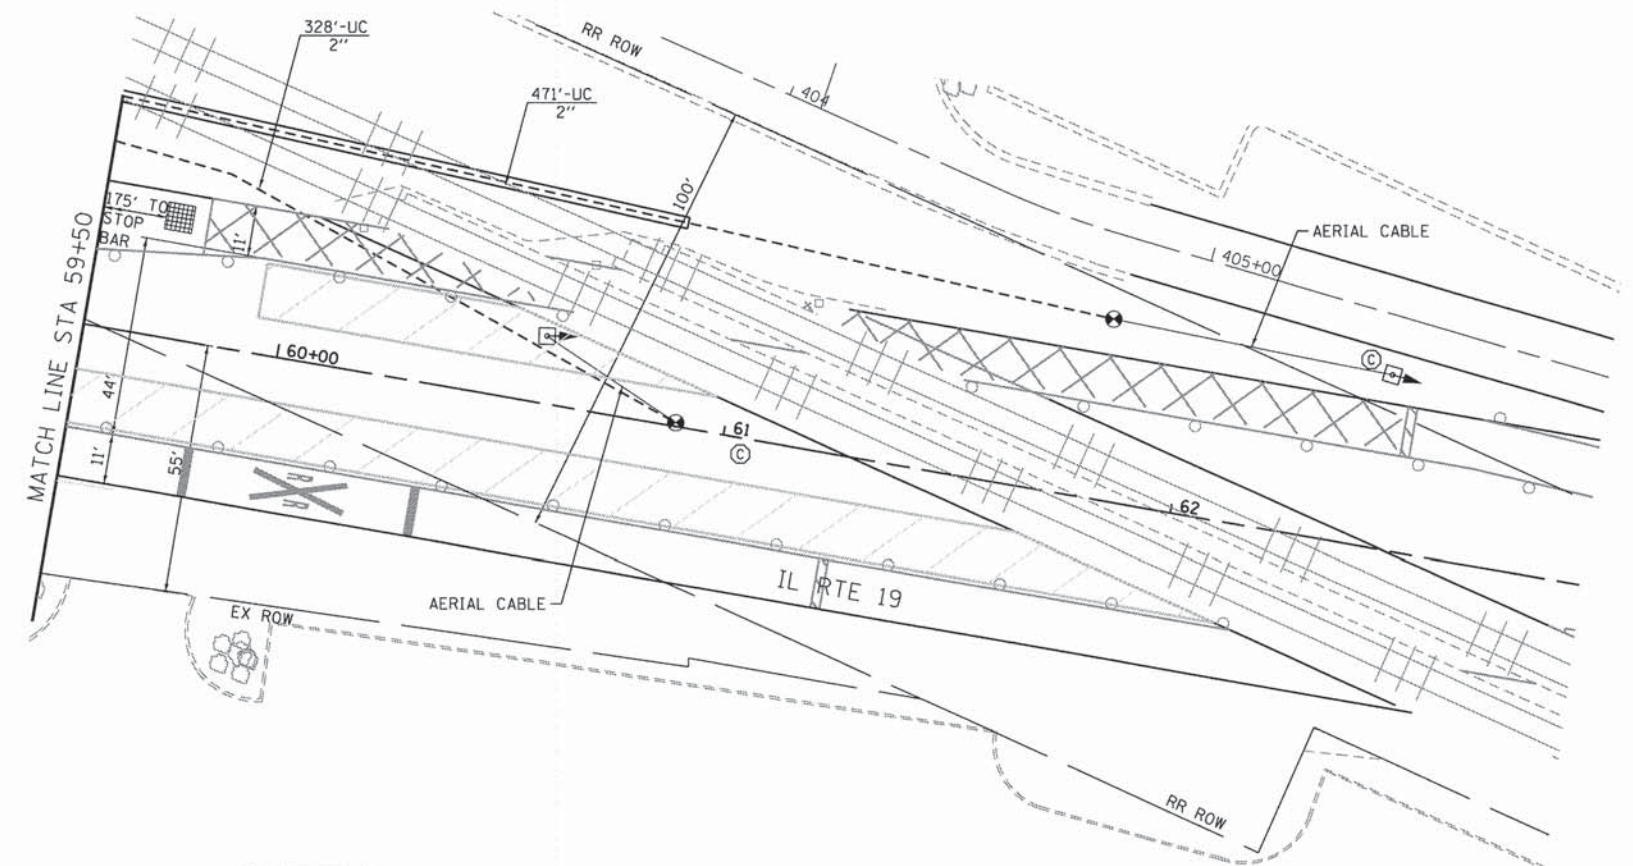 328'-UC
2"
RR ROW
471'-UC
2"
404
100'
AERIAL CABLE
405+00
175' TO
STOP
BAR
11'
MATCH LINE STA 59+50
60+00
C
44'
61
C
11'
55'
R
R
62
IL RTE 19
AERIAL CABLE
EX ROW
RR ROW